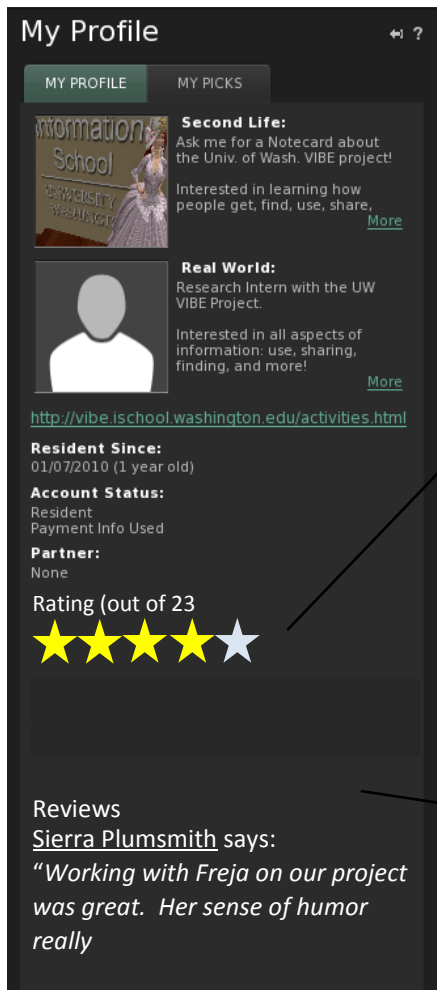 My Profile
?
MY PROFILE MY PICKS
Information
School
UNIVERSITY
WASHINGTON
Second Life:
Ask me for a Notecard about
the Univ. of Wash. VIBE project!
Interested in learning how
people get, find, use, share,
More
Real World:
Research Intern with the UW
VIBE Project.
Interested in all aspects of
information: use, sharing,
finding, and more!
More
http://vibe.ischool.washington.edu/activities.html
Resident Since:
01/07/2010 (1 year old)
Account Status:
Resident
Payment Info Used
Partner:
None
Rating (out of 23
Reviews
Sierra Plumsmith says:
“Working with Freja on our project
was great. Her sense of humor
really